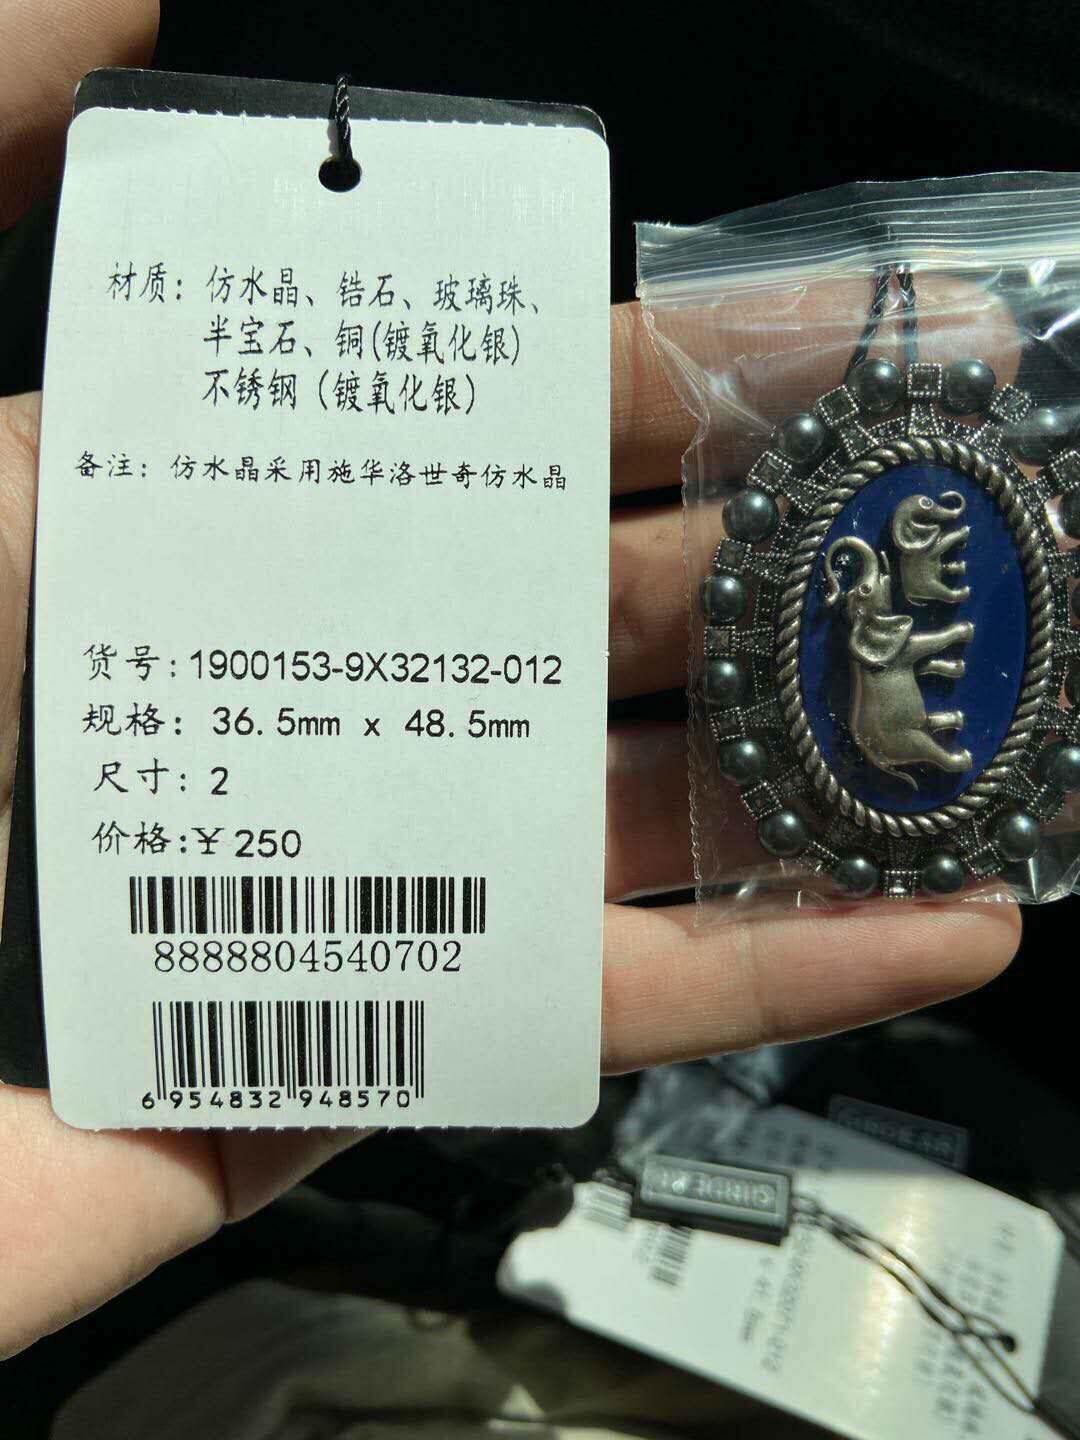 材质：仿水晶、锆石、玻璃珠、
半宝石、铜(镀氧化银)
不锈钢（镀氧化银）
备注：仿水晶采用施华洛世奇仿水晶
货号:1900153-9X32132-012
规格：36.5mm x 48.5mm
尺寸：2
价格:￥250
8888804540702
6 954832 948570